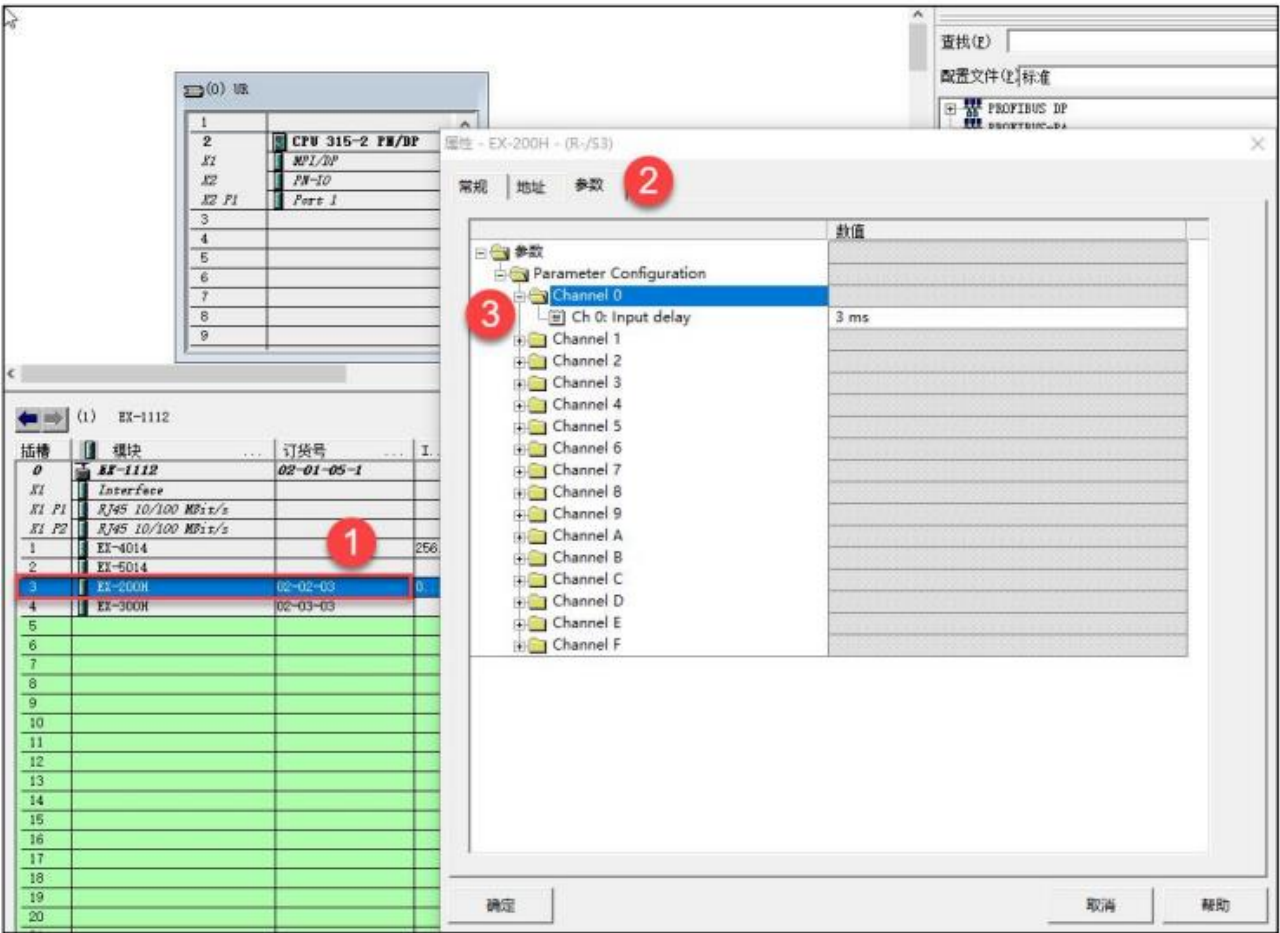 查找(F)
配置文件(P) 标准
PROFIBUS DP
PROFIBUS-PA
(0) UR
1
2 CPU 315-2 PN/DP
X1 MPI/DP
X2 PN-IO
X2 P1 Port 1
3
4
5
6
7
8
9
属性 - EX-200H - (R-/S3)
常规 地址 参数 2
数值
参数
Parameter Configuration
Channel 0
3
Ch 0: Input delay 3 ms
Channel 1
Channel 2
Channel 3
Channel 4
Channel 5
Channel 6
Channel 7
Channel 8
Channel 9
Channel A
Channel B
Channel C
Channel D
Channel E
Channel F
确定 取消 帮助
(1) EX-1112
插槽 模块 ... 订货号 ... I..
0 EX-1112 02-01-05-1
X1 Interface
X1 P1 RJ45 10/100 MBit/s
X1 P2 RJ45 10/100 MBit/s
1
1 EX-4014 256
2 EX-5014
3 EX-200H 02-02-03 0.
4 EX-300H 02-03-03
5
6
7
8
9
10
11
12
13
14
15
16
17
18
19
20